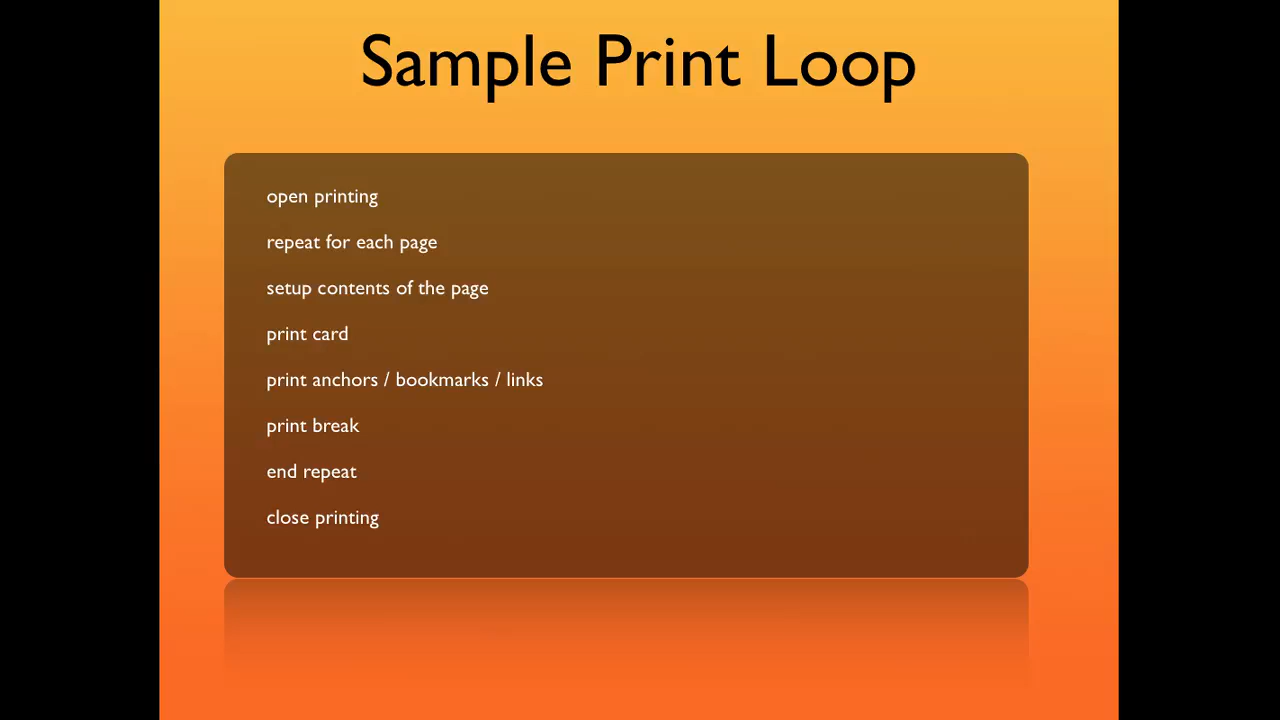 Sample Print Loop
open printing
repeat for each page
setup contents of the page
print card
print anchors / bookmarks / links
print break
end repeat
close printing